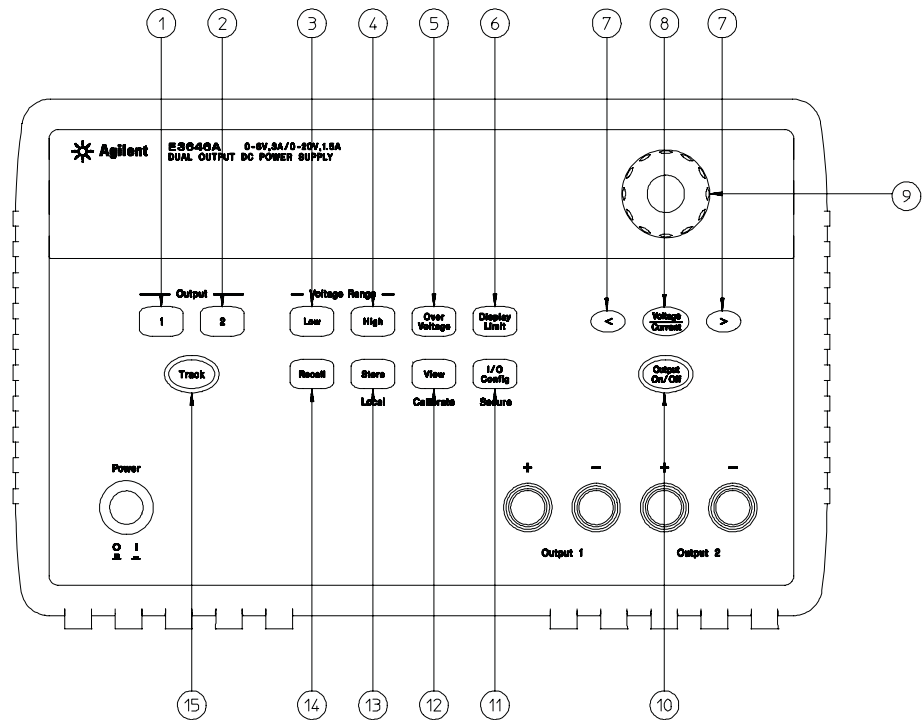 1 2 3 4 5 6 7 8 7
Agilent E3646A 0-8V,3A/0-20V,1.5A
DUAL OUTPUT DC POWER SUPPLY
9
Output Voltage Range
1 2 Low High Over Voltage Display Limit < Voltage Current >
Track Recall Store View I/O Config Output On/Off
Local Calibrate Secure
Power
+ - + -
O I
Output 1 Output 2
15 14 13 12 11 10